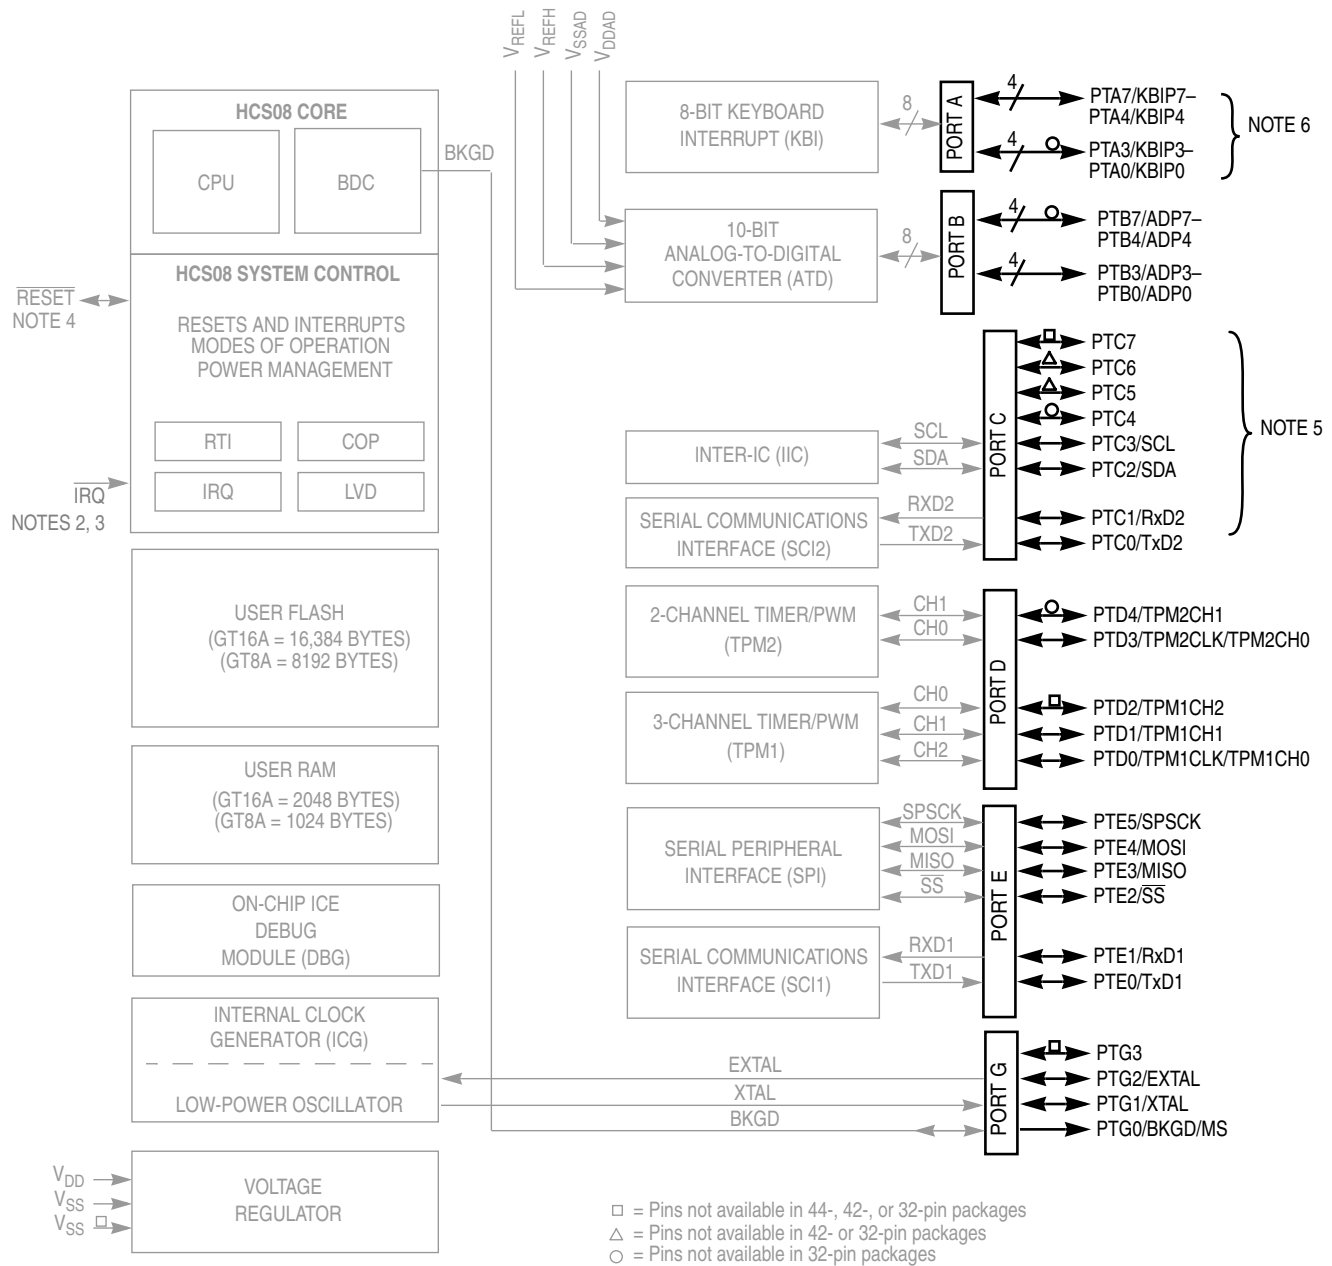 VREFL
VREFH
VSSAD
VDDAD
HCS08 CORE
CPU
BDC
BKGD
HCS08 SYSTEM CONTROL
RESET
NOTE 4
RESETS AND INTERRUPTS
MODES OF OPERATION
POWER MANAGEMENT
RTI
COP
IRQ
LVD
IRQ
NOTES 2, 3
USER FLASH
(GT16A = 16,384 BYTES)
(GT8A = 8192 BYTES)
USER RAM
(GT16A = 2048 BYTES)
(GT8A = 1024 BYTES)
ON-CHIP ICE
DEBUG
MODULE (DBG)
INTERNAL CLOCK
GENERATOR (ICG)
LOW-POWER OSCILLATOR
VDD
VSS
VSS
VOLTAGE
REGULATOR
8-BIT KEYBOARD
INTERRUPT (KBI)
8
PORT A
4
PTA7/KBIP7–
PTA4/KBIP4
4
PTA3/KBIP3–
PTA0/KBIP0
NOTE 6
10-BIT
ANALOG-TO-DIGITAL
CONVERTER (ATD)
8
PORT B
4
PTB7/ADP7–
PTB4/ADP4
4
PTB3/ADP3–
PTB0/ADP0
INTER-IC (IIC)
SCL
SDA
SERIAL COMMUNICATIONS
INTERFACE (SCI2)
RXD2
TXD2
PORT C
PTC7
PTC6
PTC5
PTC4
PTC3/SCL
PTC2/SDA
PTC1/RxD2
PTC0/TxD2
NOTE 5
2-CHANNEL TIMER/PWM
(TPM2)
CH1
CH0
3-CHANNEL TIMER/PWM
(TPM1)
CH0
CH1
CH2
PORT D
PTD4/TPM2CH1
PTD3/TPM2CLK/TPM2CH0
PTD2/TPM1CH2
PTD1/TPM1CH1
PTD0/TPM1CLK/TPM1CH0
SERIAL PERIPHERAL
INTERFACE (SPI)
SPSCK
MOSI
MISO
SS
SERIAL COMMUNICATIONS
INTERFACE (SCI1)
RXD1
TXD1
PORT E
PTE5/SPSCK
PTE4/MOSI
PTE3/MISO
PTE2/SS
PTE1/RxD1
PTE0/TxD1
EXTAL
XTAL
BKGD
PORT G
PTG3
PTG2/EXTAL
PTG1/XTAL
PTG0/BKGD/MS
□ = Pins not available in 44-, 42-, or 32-pin packages
△ = Pins not available in 42- or 32-pin packages
○ = Pins not available in 32-pin packages